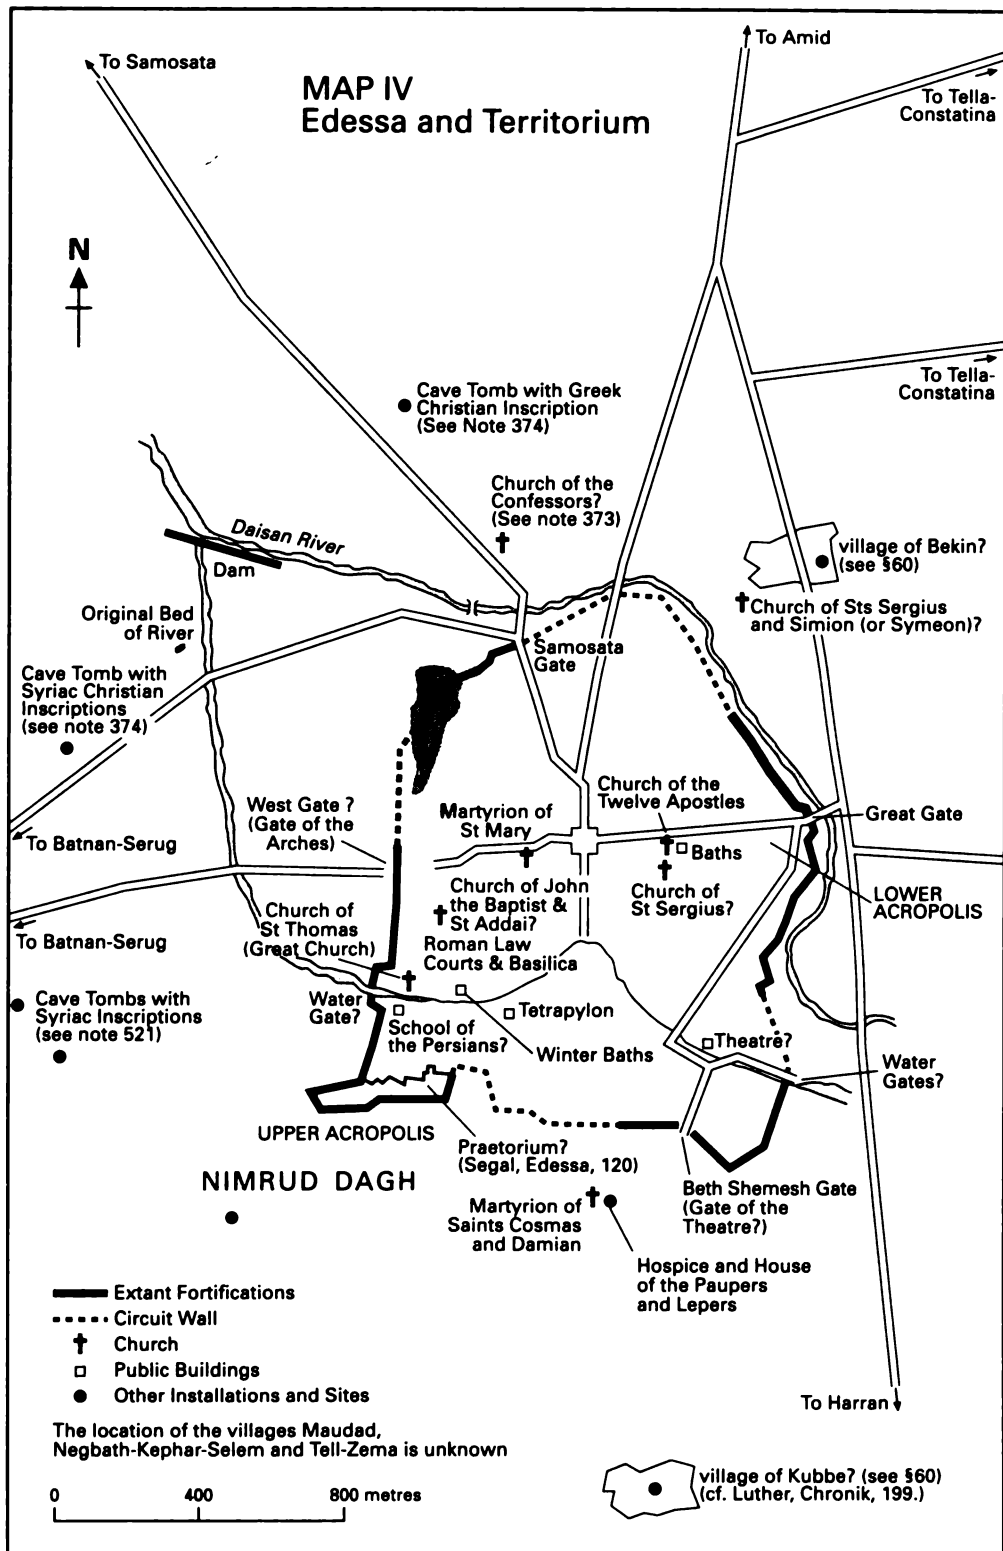 To Samosata
To Amid
To Tella-
Constatina
MAP IV
Edessa and Territorium
N
To Tella-
Constatina
Cave Tomb with Greek
Christian Inscription
(See Note 374)
Church of the
Confessors?
(See note 373)
Daisan River
Dam
village of Bekin?
(see §60)
Original Bed
of River
Church of Sts Sergius
and Simion (or Symeon)?
Samosata
Gate
Cave Tomb with
Syriac Christian
Inscriptions
(see note 374)
Church of the
Twelve Apostles
West Gate ?
(Gate of the
Arches)
Martyrion of
St Mary
Great Gate
To Batnan-Serug
Baths
Church of John
the Baptist &
St Addai?
Church of
St Sergius?
LOWER
ACROPOLIS
Church of
St Thomas
(Great Church)
To Batnan-Serug
Roman Law
Courts & Basilica
Cave Tombs with
Syriac Inscriptions
(see note 521)
Water
Gate?
School of
the Persians?
Tetrapylon
Winter Baths
Theatre?
Water
Gates?
UPPER ACROPOLIS
Praetorium?
(Segal, Edessa, 120)
NIMRUD DAGH
Beth Shemesh Gate
(Gate of the
Theatre?)
Martyrion of
Saints Cosmas
and Damian
Hospice and House
of the Paupers
and Lepers
Extant Fortifications
Circuit Wall
Church
Public Buildings
Other Installations and Sites
To Harran
The location of the villages Maudad,
Negbath-Kephar-Selem and Tell-Zema is unknown
village of Kubbe? (see §60)
(cf. Luther, Chronik, 199.)
0 400 800 metres